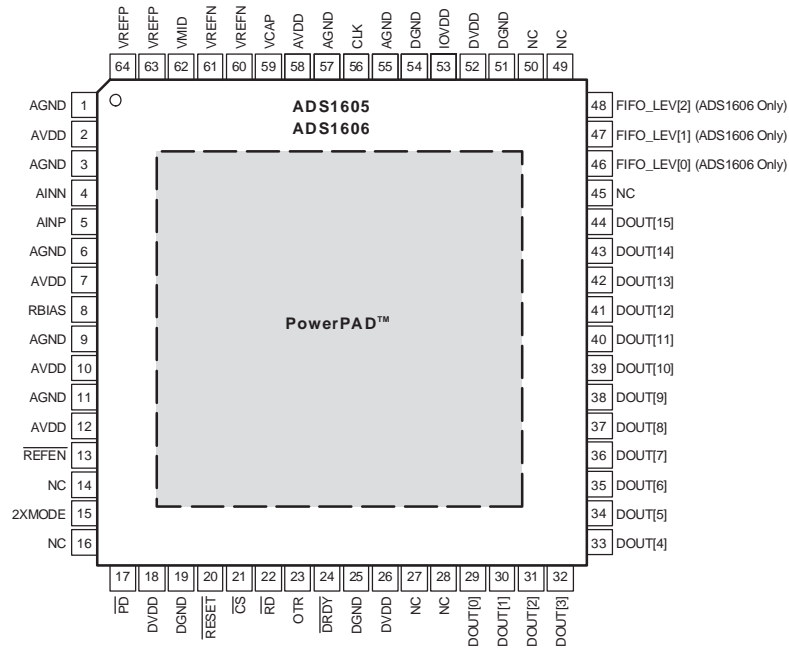 VREFP
VREFP
VMID
VREFN
VREFN
VCAP
AVDD
AGND
CLK
AGND
DGND
IOVDD
DVDD
DGND
NC
NC
64 63 62 61 60 59 58 57 56 55 54 53 52 51 50 49
ADS1605
ADS1606
PowerPAD™
AGND 1
AVDD 2
AGND 3
AINN 4
AINP 5
AGND 6
AVDD 7
RBIAS 8
AGND 9
AVDD 10
AGND 11
AVDD 12
REFEN 13
NC 14
2XMODE 15
NC 16
48 FIFO_LEV[2] (ADS1606 Only)
47 FIFO_LEV[1] (ADS1606 Only)
46 FIFO_LEV[0] (ADS1606 Only)
45 NC
44 DOUT[15]
43 DOUT[14]
42 DOUT[13]
41 DOUT[12]
40 DOUT[11]
39 DOUT[10]
38 DOUT[9]
37 DOUT[8]
36 DOUT[7]
35 DOUT[6]
34 DOUT[5]
33 DOUT[4]
17 18 19 20 21 22 23 24 25 26 27 28 29 30 31 32
PD
DVDD
DGND
RESET
CS
RD
OTR
DRDY
DGND
DVDD
NC
NC
DOUT[0]
DOUT[1]
DOUT[2]
DOUT[3]